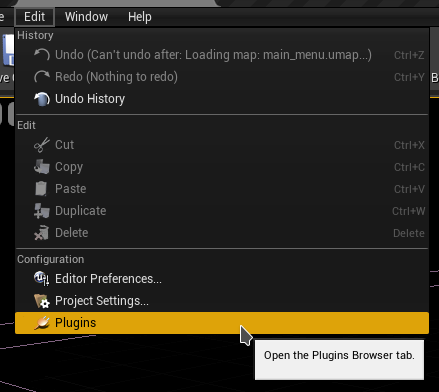 Edit Window Help
History
Undo (Can't undo after: Loading map: main_menu.umap...) Ctrl+Z
Redo (Nothing to redo) Ctrl+Y
Undo History
Edit
Cut Ctrl+X
Copy Ctrl+C
Paste Ctrl+V
Duplicate Ctrl+W
Delete Delete
Configuration
Editor Preferences...
Project Settings...
Plugins
Open the Plugins Browser tab.